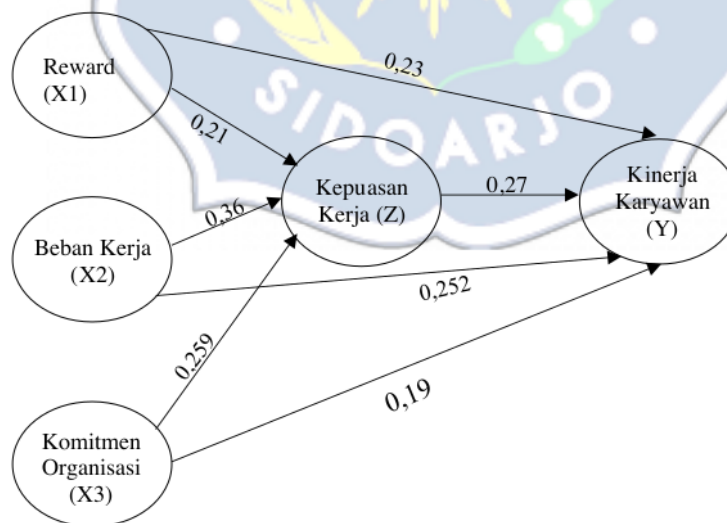 Reward
(X1)
0,23
0,21
SIDOARJO
Kepuasan
Kerja (Z)
0,27
Kinerja
Karyawan
(Y)
0,36
Beban Kerja
(X2)
0,252
0,259
0,19
Komitmen
Organisasi
(X3)